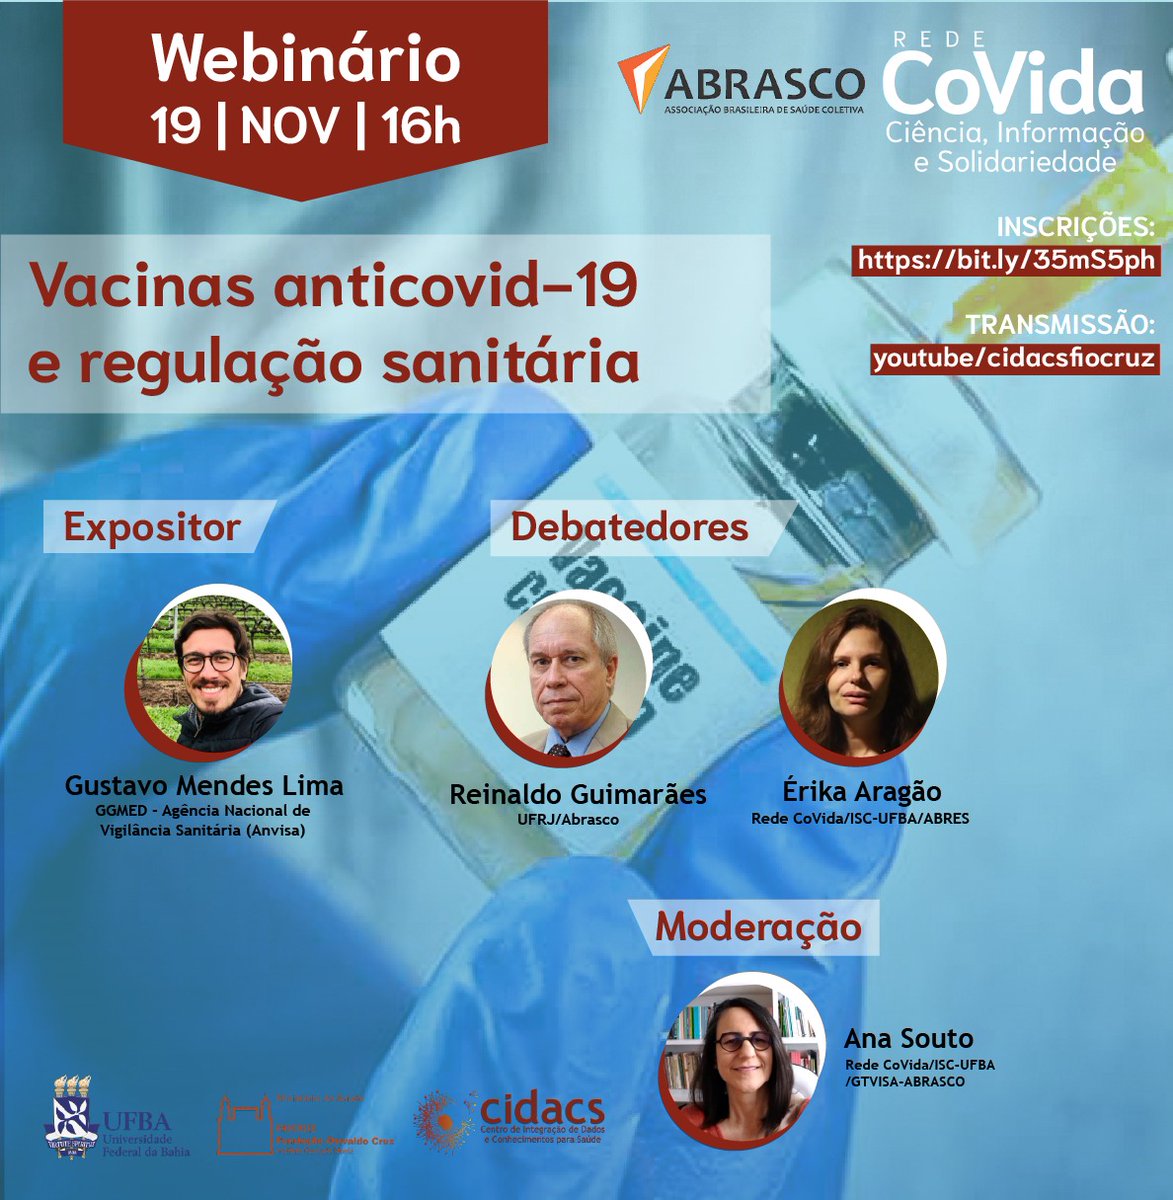 Webinário
19 | NOV | 16h
ABRASCO
ASSOCIAÇÃO BRASILEIRA DE SAÚDE COLETIVA
REDE
CoVida
Ciência, Informação
e Solidariedade
INSCRIÇÕES:
https://bit.ly/35mS5ph
TRANSMISSÃO:
youtube/cidacsfiocruz
Vacinas anticovid-19
e regulação sanitária
Expositor
Debatedores
Vaccine
Gustavo Mendes Lima
GGMED - Agência Nacional de
Vigilância Sanitária (Anvisa)
Reinaldo Guimarães
UFRJ/Abrasco
Érika Aragão
Rede CoVida/ISC-UFBA/ABRES
Moderação
Ana Souto
Rede CoVida/ISC-UFBA
/GTVISA-ABRASCO
UFBA
Universidade
Federal da Bahia
Fundação Oswaldo Cruz
cidacs
Centro de Integração de Dados
e Conhecimentos para Saúde